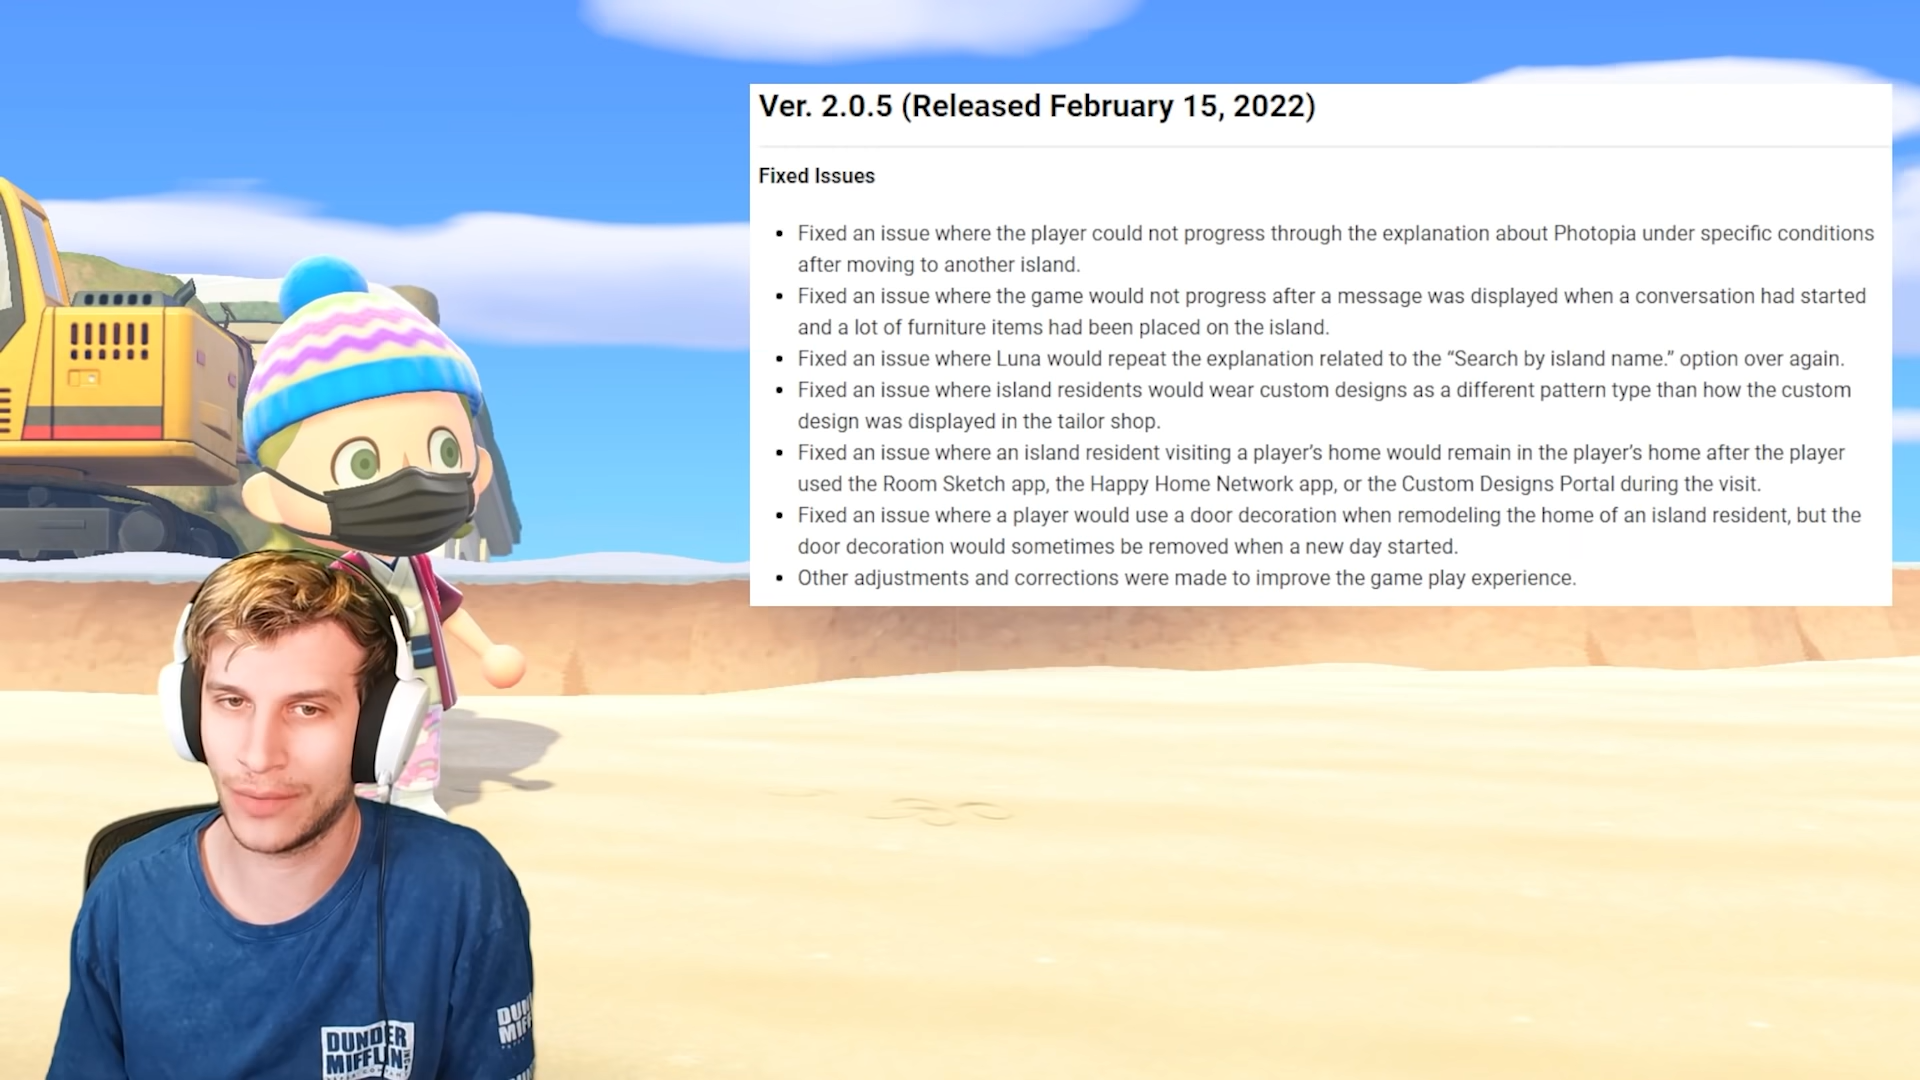 Ver. 2.0.5 (Released February 15, 2022)
Fixed Issues
• Fixed an issue where the player could not progress through the explanation about Photopia under specific conditions
after moving to another island.
• Fixed an issue where the game would not progress after a message was displayed when a conversation had started
and a lot of furniture items had been placed on the island.
• Fixed an issue where Luna would repeat the explanation related to the “Search by island name.” option over again.
• Fixed an issue where island residents would wear custom designs as a different pattern type than how the custom
design was displayed in the tailor shop.
• Fixed an issue where an island resident visiting a player’s home would remain in the player’s home after the player
used the Room Sketch app, the Happy Home Network app, or the Custom Designs Portal during the visit.
• Fixed an issue where a player would use a door decoration when remodeling the home of an island resident, but the
door decoration would sometimes be removed when a new day started.
• Other adjustments and corrections were made to improve the game play experience.
DUNDER
MIFFLIN